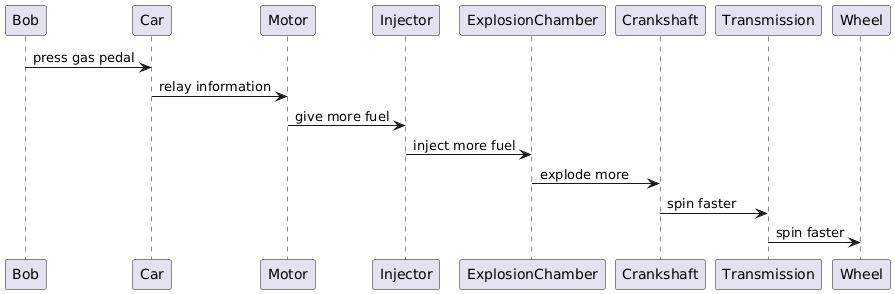 Bob Car Motor Injector ExplosionChamber Crankshaft Transmission Wheel
press gas pedal
relay information
give more fuel
inject more fuel
explode more
spin faster
spin faster
Bob Car Motor Injector ExplosionChamber Crankshaft Transmission Wheel